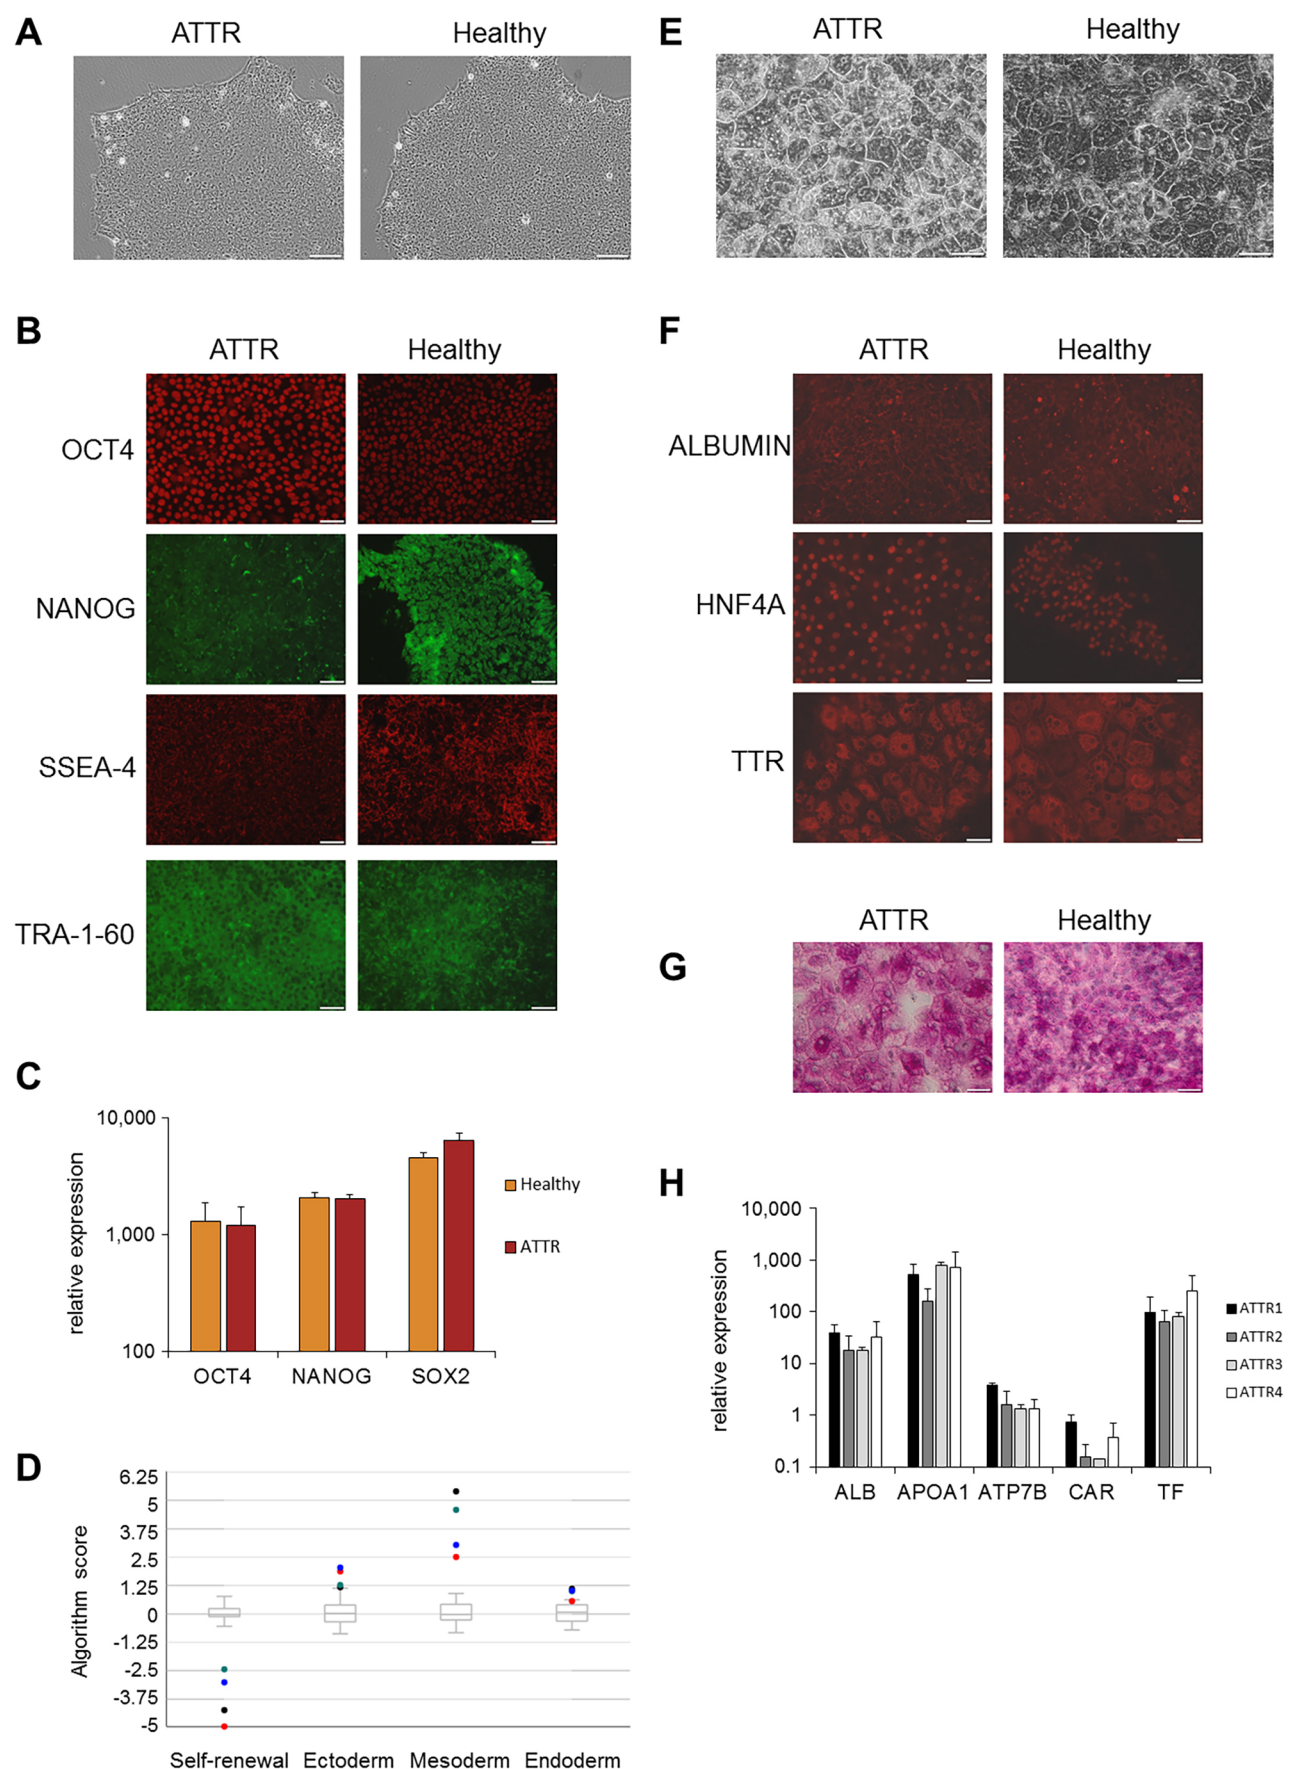 A
ATTR
Healthy
B
ATTR
Healthy
OCT4
NANOG
SSEA-4
TRA-1-60
C
10,000
1,000
100
relative expression
OCT4
NANOG
SOX2
Healthy
ATTR
D
6.25
5
3.75
2.5
1.25
0
-1.25
-2.5
-3.75
-5
Algorithm score
Self-renewal
Ectoderm
Mesoderm
Endoderm
E
ATTR
Healthy
F
ATTR
Healthy
ALBUMIN
HNF4A
TTR
ATTR
Healthy
G
H
10,000
1,000
100
10
1
0.1
relative expression
ALB
APOA1
ATP7B
CAR
TF
ATTR1
ATTR2
ATTR3
ATTR4